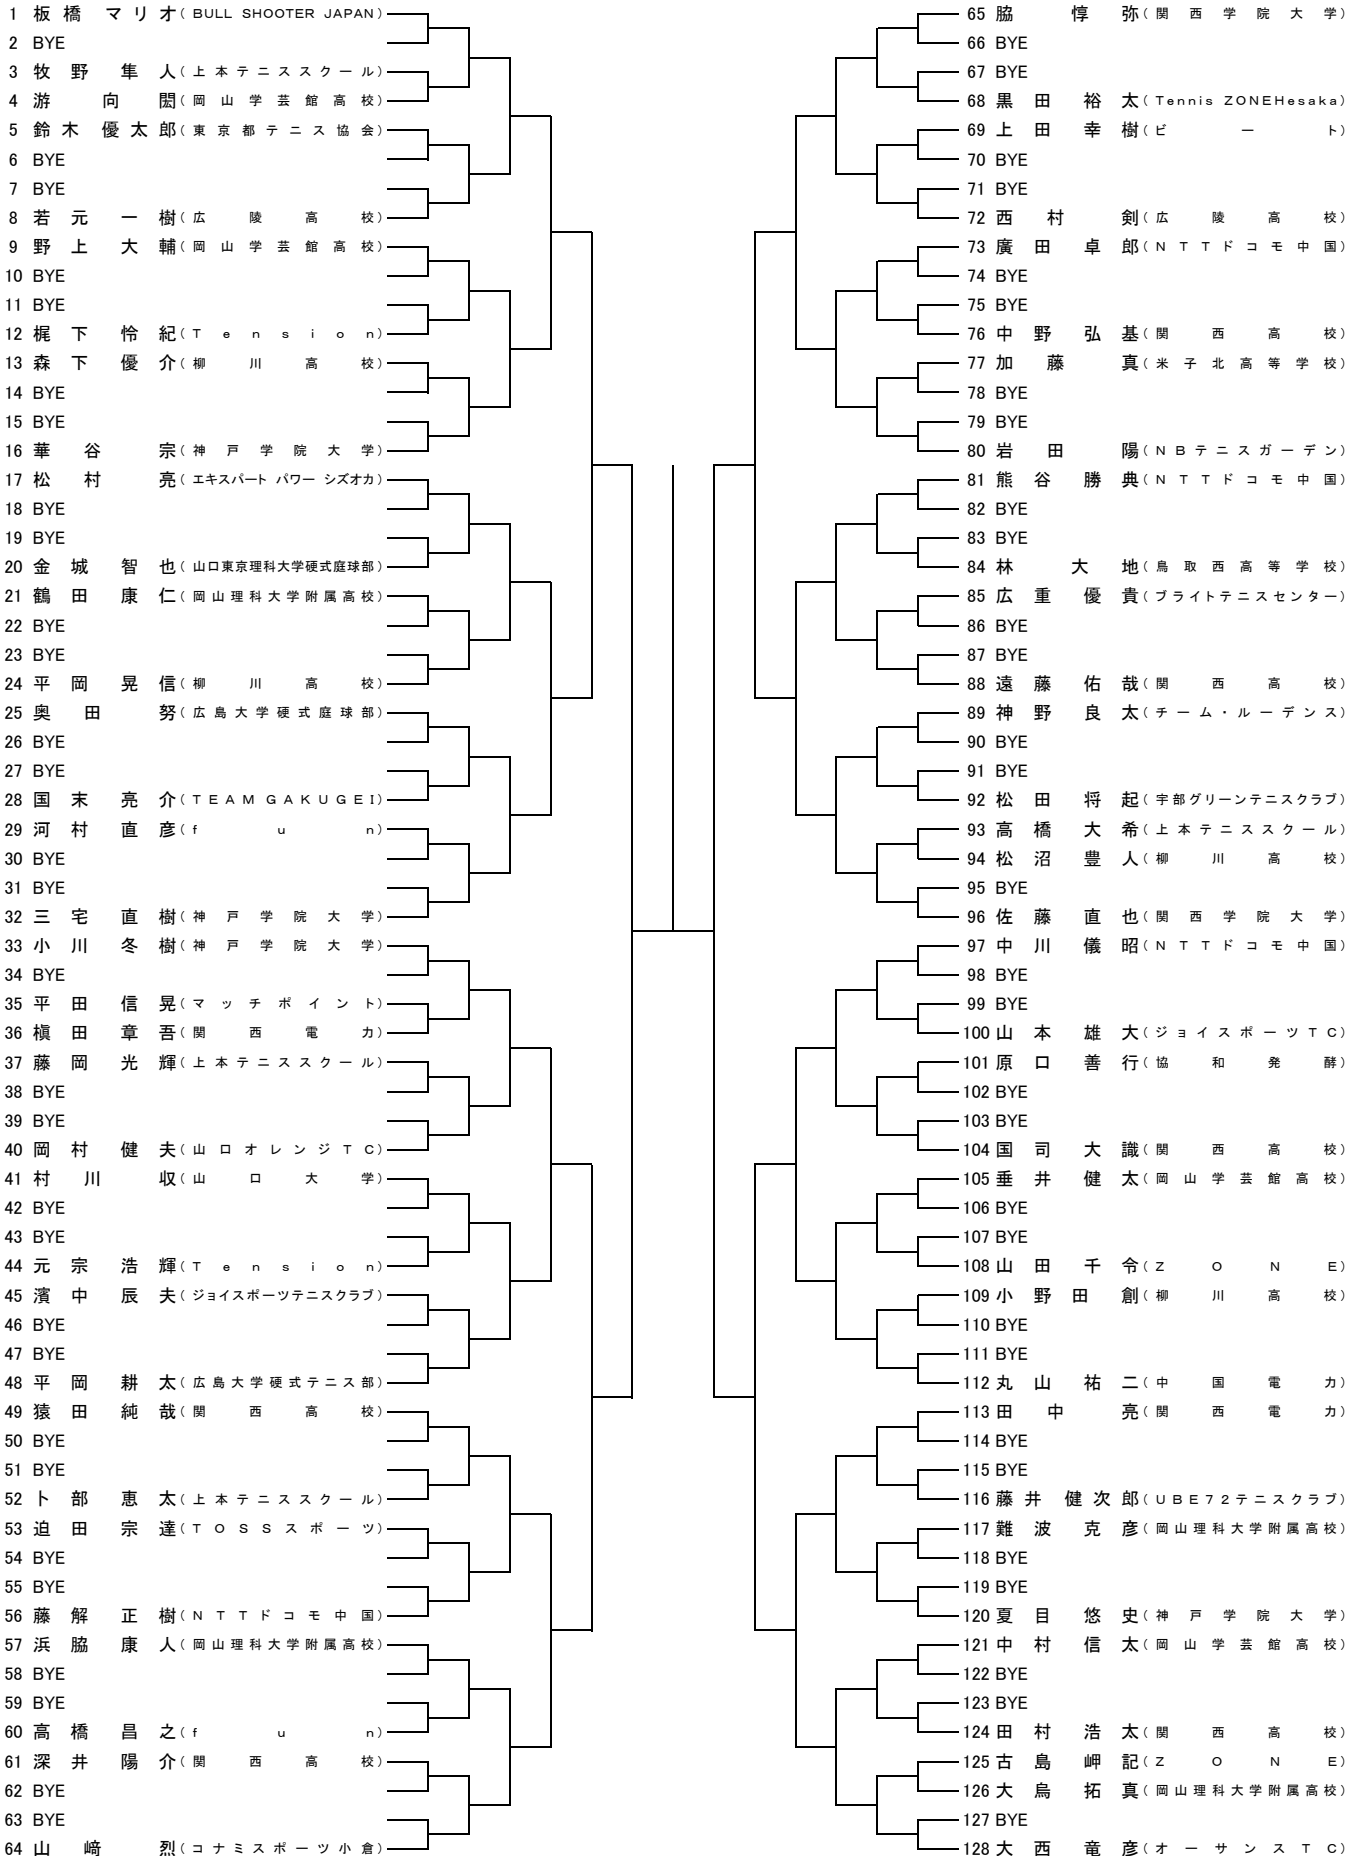 1 板橋 マリオ(BULL SHOOTER JAPAN)
2 BYE
3 牧野 隼人(上本テニススクール)
4 游 向閎(岡山学芸館高校)
5 鈴木 優太郎(東京都テニス協会)
6 BYE
7 BYE
8 若元 一樹(広陵高校)
9 野上 大輔(岡山学芸館高校)
10 BYE
11 BYE
12 梶下 怜紀(Tension)
13 森下 優介(柳川高校)
14 BYE
15 BYE
16 華谷 宗(神戸学院大学)
17 松村 亮(エキスパート パワー シズオカ)
18 BYE
19 BYE
20 金城 智也(山口東京理科大学硬式庭球部)
21 鶴田 康仁(岡山理科大学附属高校)
22 BYE
23 BYE
24 平岡 晃信(柳川高校)
25 奥田 努(広島大学硬式庭球部)
26 BYE
27 BYE
28 国末 亮介(TEAM GAKUGEI)
29 河村 直彦(fun)
30 BYE
31 BYE
32 三宅 直樹(神戸学院大学)
33 小川 冬樹(神戸学院大学)
34 BYE
35 平田 信晃(マッチポイント)
36 槇田 章吾(関西電力)
37 藤岡 光輝(上本テニススクール)
38 BYE
39 BYE
40 岡村 健夫(山口オレンジTC)
41 村川 収(山口大学)
42 BYE
43 BYE
44 元宗 浩輝(Tension)
45 濱中 辰夫(ジョイスポーツテニスクラブ)
46 BYE
47 BYE
48 平岡 耕太(広島大学硬式テニス部)
49 猿田 純哉(関西高校)
50 BYE
51 BYE
52 卜部 恵太(上本テニススクール)
53 迫田 宗達(TOSSスポーツ)
54 BYE
55 BYE
56 藤解 正樹(NTTドコモ中国)
57 浜脇 康人(岡山理科大学附属高校)
58 BYE
59 BYE
60 高橋 昌之(fun)
61 深井 陽介(関西高校)
62 BYE
63 BYE
64 山﨑 烈(コナミスポーツ小倉)
65 脇 惇弥(関西学院大学)
66 BYE
67 BYE
68 黒田 裕太(Tennis ZONEHesaka)
69 上田 幸樹(ビート)
70 BYE
71 BYE
72 西村 剣(広陵高校)
73 廣田 卓郎(NTTドコモ中国)
74 BYE
75 BYE
76 中野 弘基(関西高校)
77 加藤 真(米子北高等学校)
78 BYE
79 BYE
80 岩田 陽(NBテニスガーデン)
81 熊谷 勝典(NTTドコモ中国)
82 BYE
83 BYE
84 林 大地(鳥取西高等学校)
85 広重 優貴(ブライトテニスセンター)
86 BYE
87 BYE
88 遠藤 佑哉(関西高校)
89 神野 良太(チーム・ルーデンス)
90 BYE
91 BYE
92 松田 将起(宇部グリーンテニスクラブ)
93 高橋 大希(上本テニススクール)
94 松沼 豊人(柳川高校)
95 BYE
96 佐藤 直也(関西学院大学)
97 中川 儀昭(NTTドコモ中国)
98 BYE
99 BYE
100 山本 雄大(ジョイスポーツTC)
101 原口 善行(協和発酵)
102 BYE
103 BYE
104 国司 大識(関西高校)
105 垂井 健太(岡山学芸館高校)
106 BYE
107 BYE
108 山田 千令(ZONE)
109 小野田 創(柳川高校)
110 BYE
111 BYE
112 丸山 祐二(中国電力)
113 田中 亮(関西電力)
114 BYE
115 BYE
116 藤井 健次郎(UBE72テニスクラブ)
117 難波 克彦(岡山理科大学附属高校)
118 BYE
119 BYE
120 夏目 悠史(神戸学院大学)
121 中村 信太(岡山学芸館高校)
122 BYE
123 BYE
124 田村 浩太(関西高校)
125 古島 岬記(ZONE)
126 大鳥 拓真(岡山理科大学附属高校)
127 BYE
128 大西 竜彦(オーサンスTC)